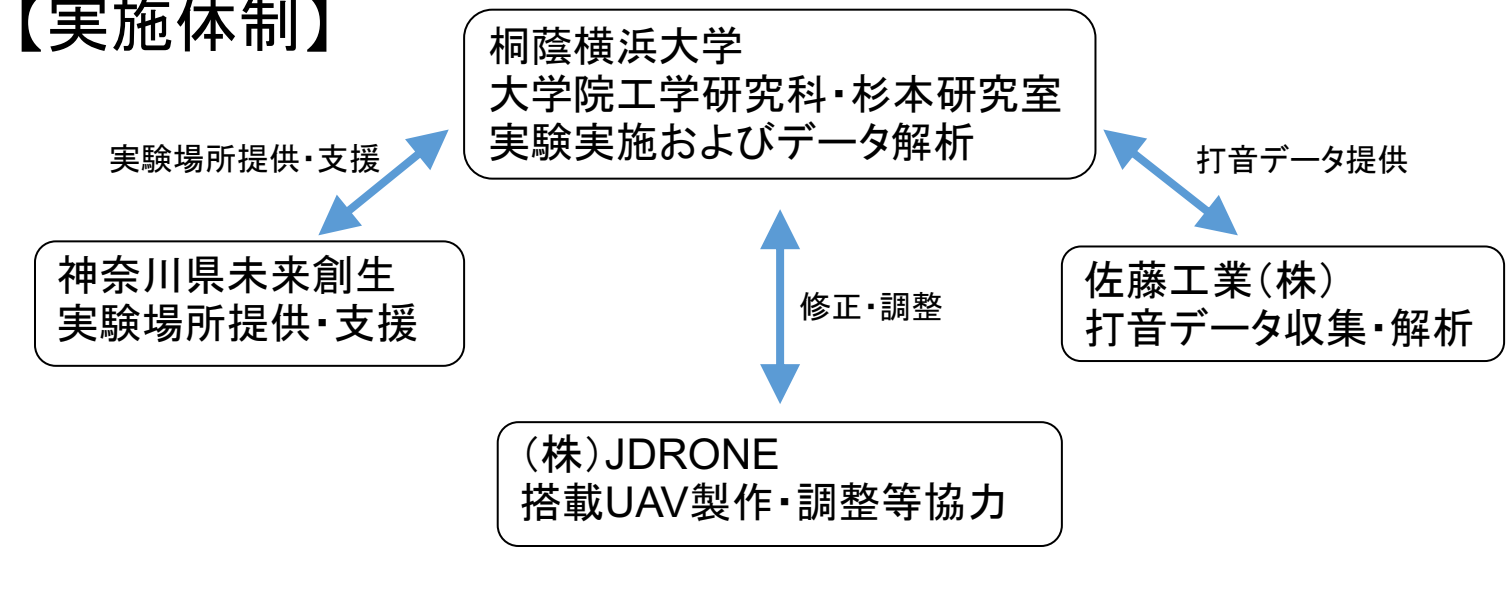 【実施体制】
桐蔭横浜大学
大学院工学研究科・杉本研究室
実験実施およびデータ解析
実験場所提供・支援
打音データ提供
神奈川県未来創生
実験場所提供・支援
修正・調整
佐藤工業(株)
打音データ収集・解析
(株)JDRONE
搭載UAV製作・調整等協力